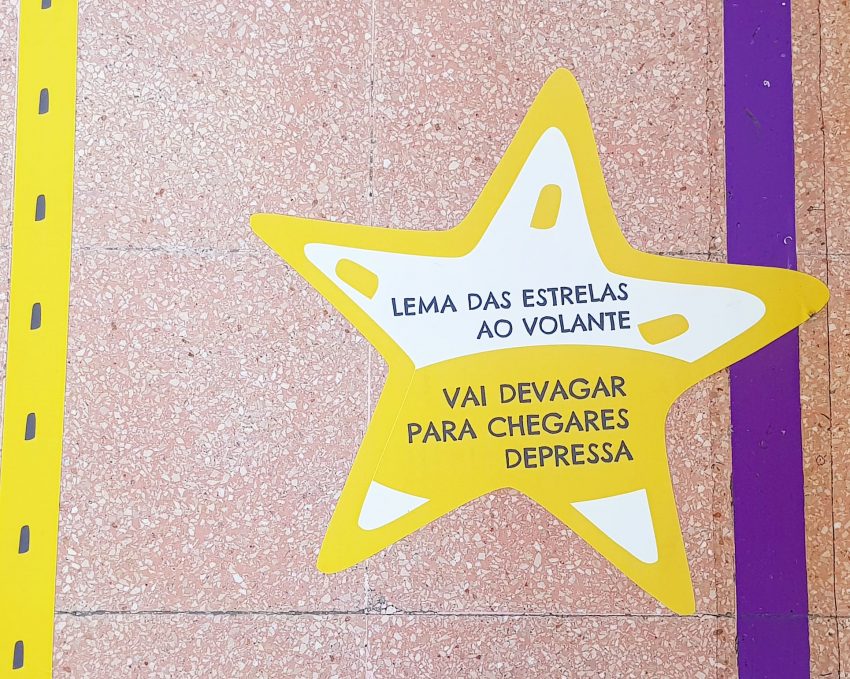 LEMA DAS ESTRELAS
AO VOLANTE
VAI DEVAGAR
PARA CHEGARES
DEPRESSA